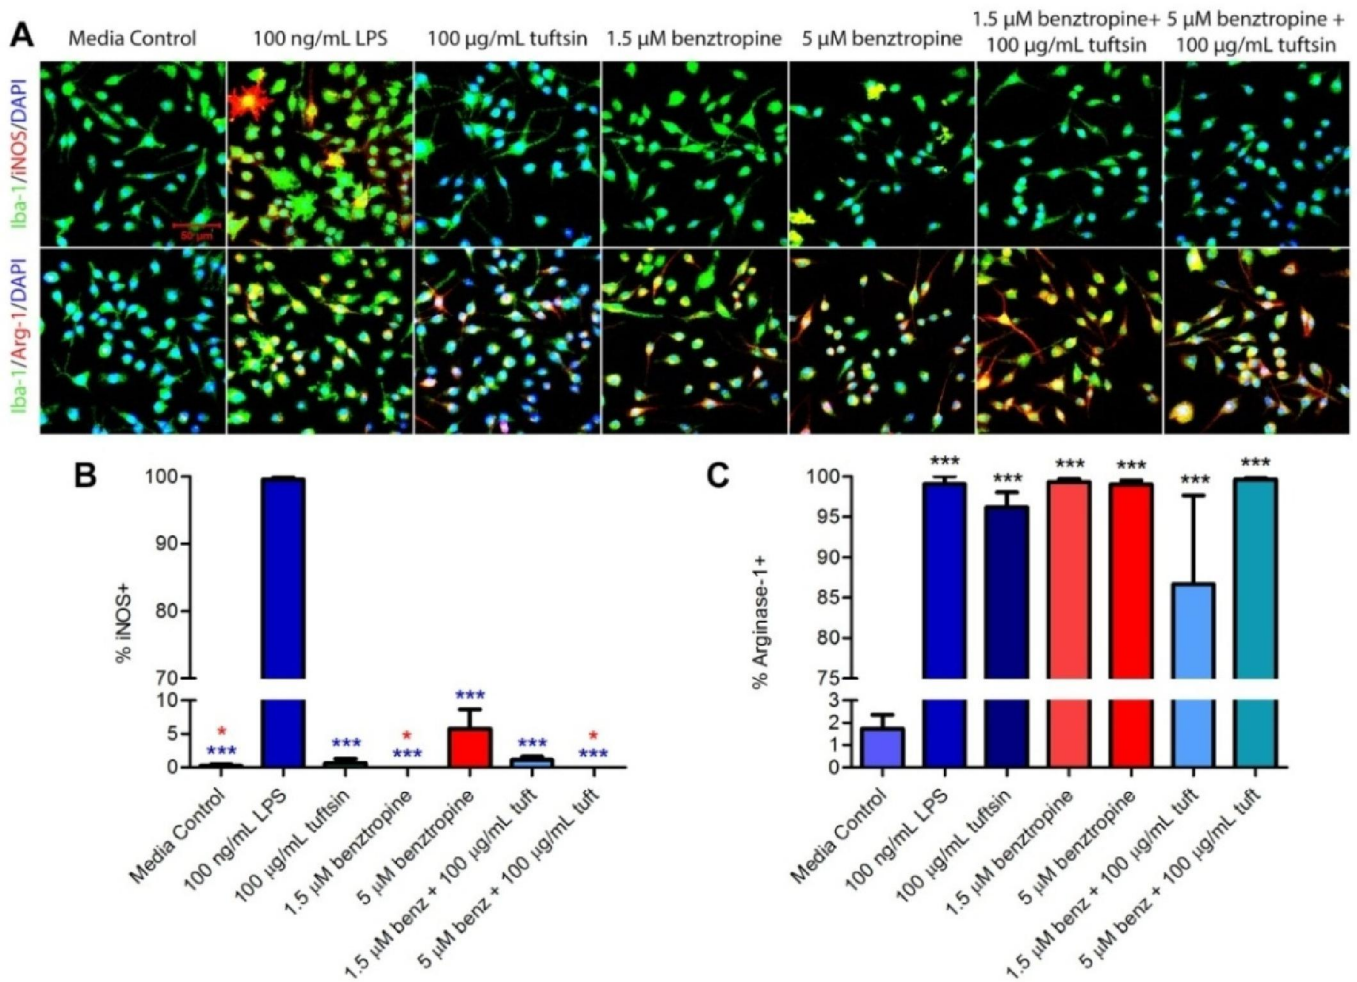 A
Media Control
100 ng/mL LPS
100 µg/mL tuftsin
1.5 µM benztropine
5 µM benztropine
1.5 µM benztropine+
100 µg/mL tuftsin
5 µM benztropine +
100 µg/mL tuftsin
Iba-1/iNOS/DAPI
50 µm
Iba-1/Arg-1/DAPI
B
% iNOS+
100
90
80
70
10
5
0
*
***
***
*
***
***
***
*
***
Media Control
100 ng/mL LPS
100 µg/mL tuftsin
1.5 µM benztropine
5 µM benztropine
1.5 µM benz + 100 µg/mL tuft
5 µM benz + 100 µg/mL tuft
C
% Arginase-1+
100
95
90
85
80
75
3
2
1
0
***
***
***
***
***
***
Media Control
100 ng/mL LPS
100 µg/mL tuftsin
1.5 µM benztropine
5 µM benztropine
1.5 µM benz + 100 µg/mL tuft
5 µM benz + 100 µg/mL tuft